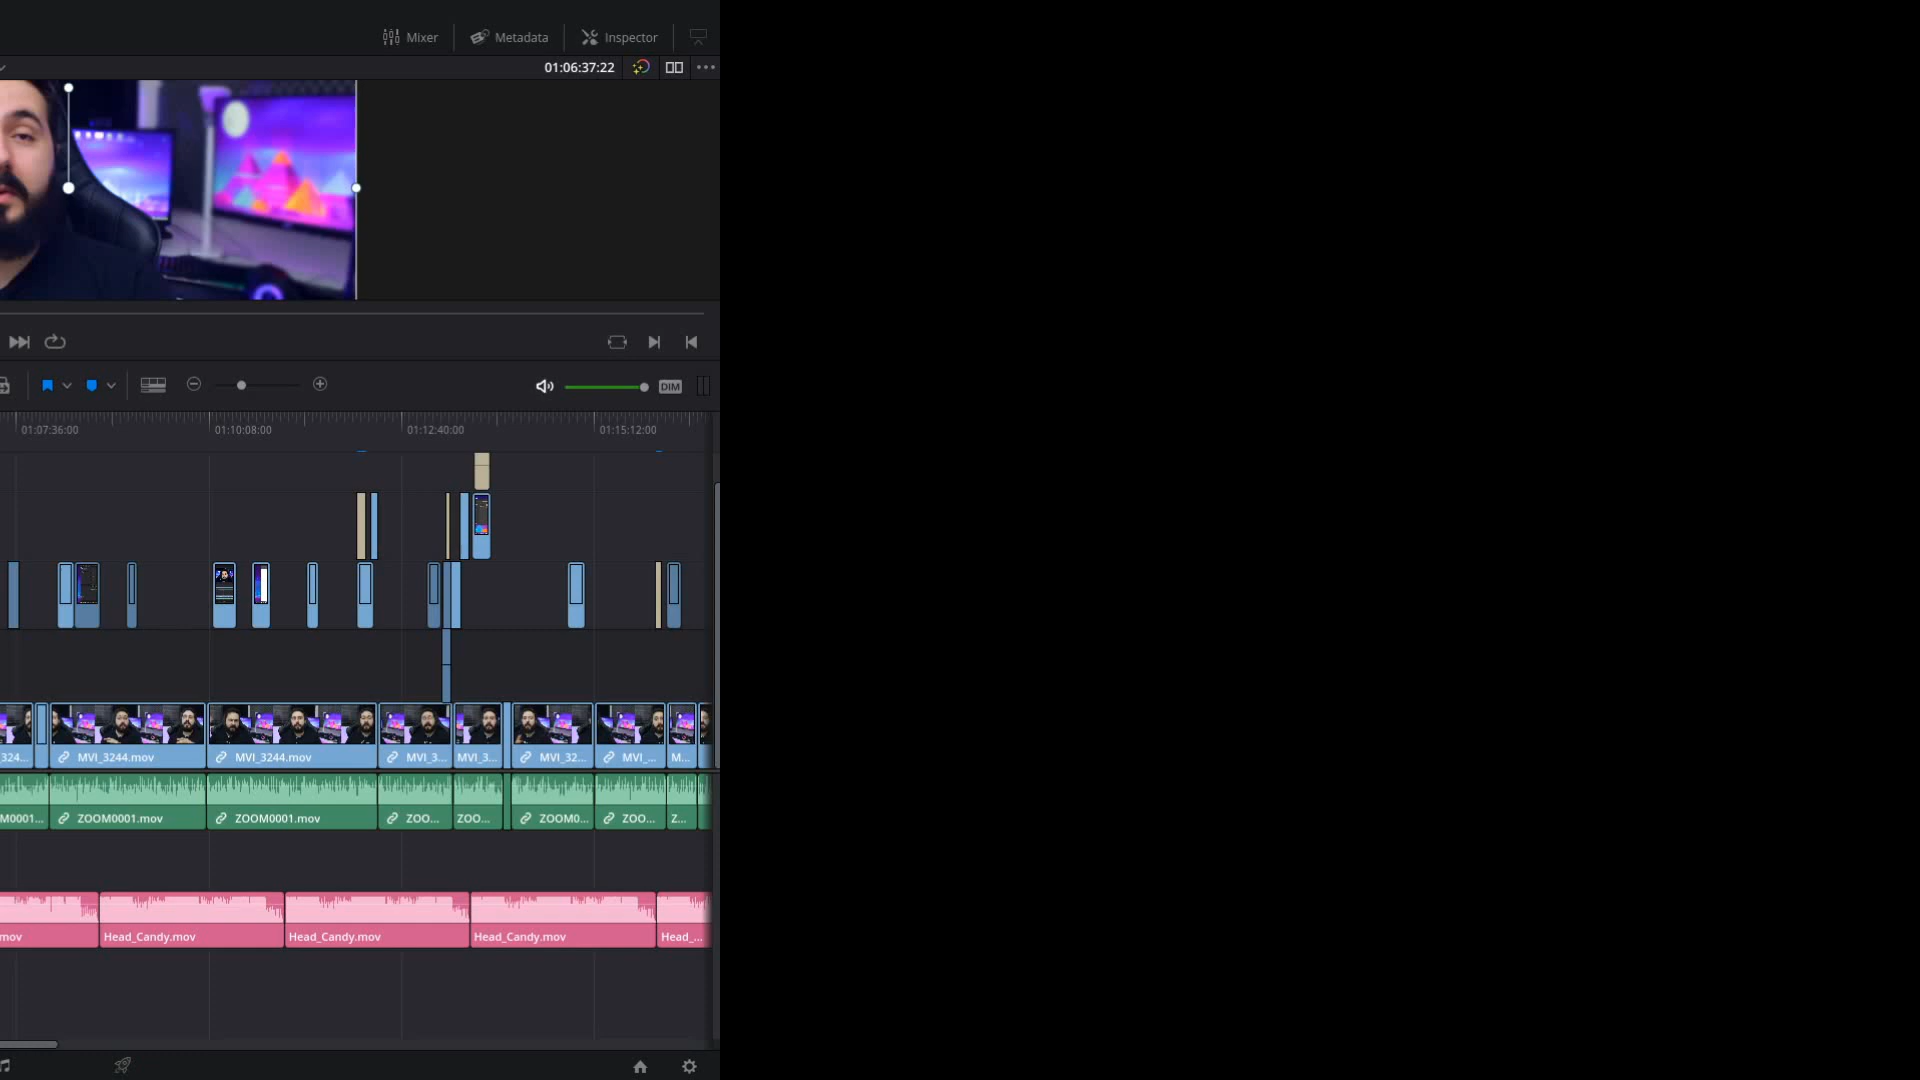 Mixer Metadata Inspector
01:06:37:22
DIM
01:07:36:00 01:10:08:00 01:12:40:00 01:15:12:00
324... MVI_3244.mov MVI_3244.mov MVI_3... MVI_3... MVI_32... MVI_... M...
M0001... ZOOM0001.mov ZOOM0001.mov ZOO... ZOO... ZOOM0... ZOO... Z...
mov Head_Candy.mov Head_Candy.mov Head_Candy.mov Head_...